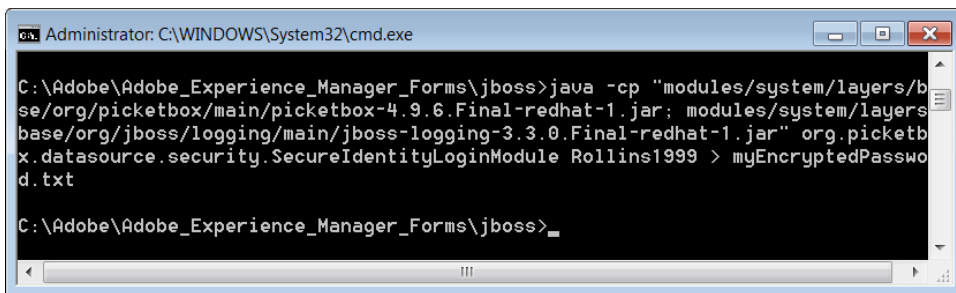 Administrator: C:\WINDOWS\System32\cmd.exe
C:\Adobe\Adobe_Experience_Manager_Forms\jboss>java -cp "modules/system/layers/b
se/org/picketbox/main/picketbox-4.9.6.Final-redhat-1.jar; modules/system/layers
base/org/jboss/logging/main/jboss-logging-3.3.0.Final-redhat-1.jar" org.picketb
x.datasource.security.SecureIdentityLoginModule Rollins1999 > myEncryptedPasswo
d.txt
C:\Adobe\Adobe_Experience_Manager_Forms\jboss>_